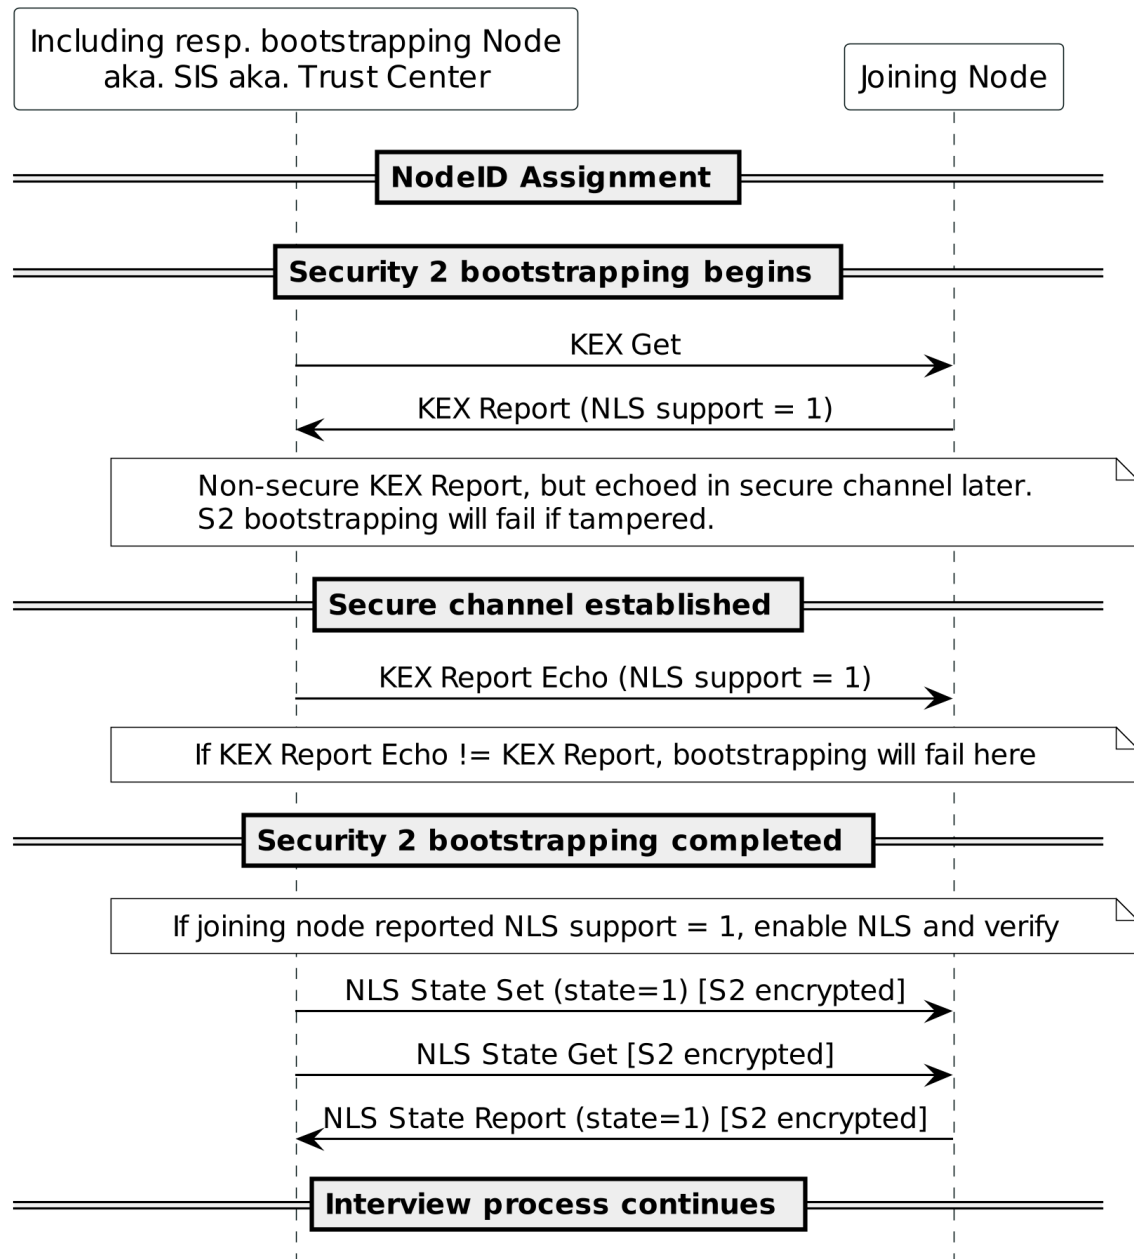 Including resp. bootstrapping Node
aka. SIS aka. Trust Center
Joining Node
NodeID Assignment
Security 2 bootstrapping begins
KEX Get
KEX Report (NLS support = 1)
Non-secure KEX Report, but echoed in secure channel later.
S2 bootstrapping will fail if tampered.
Secure channel established
KEX Report Echo (NLS support = 1)
If KEX Report Echo != KEX Report, bootstrapping will fail here
Security 2 bootstrapping completed
If joining node reported NLS support = 1, enable NLS and verify
NLS State Set (state=1) [S2 encrypted]
NLS State Get [S2 encrypted]
NLS State Report (state=1) [S2 encrypted]
Interview process continues